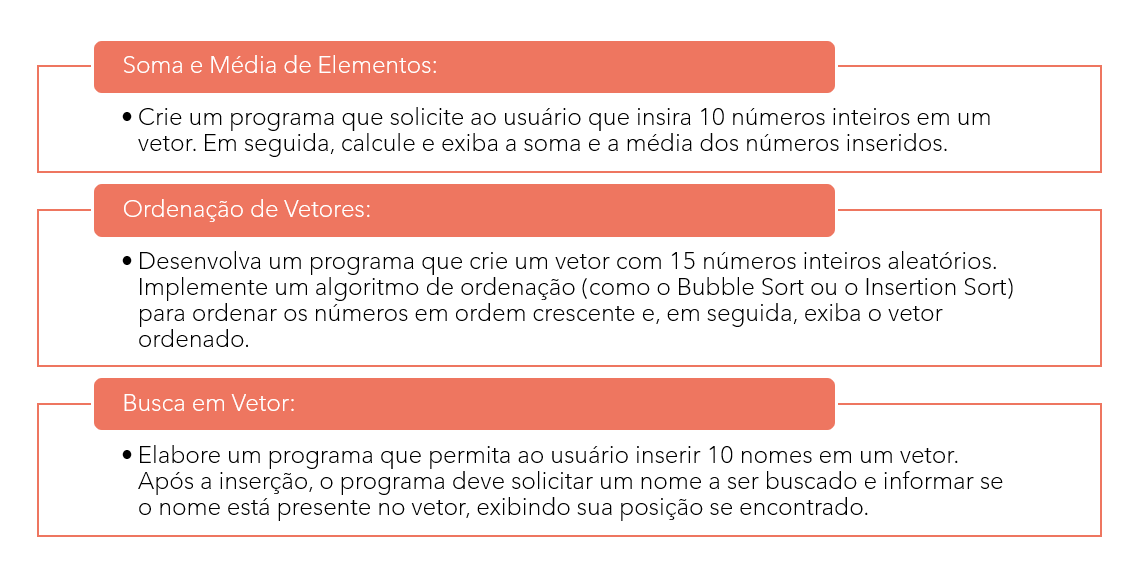 Soma e Média de Elementos:
• Crie um programa que solicite ao usuário que insira 10 números inteiros em um
vetor. Em seguida, calcule e exiba a soma e a média dos números inseridos.
Ordenação de Vetores:
• Desenvolva um programa que crie um vetor com 15 números inteiros aleatórios.
Implemente um algoritmo de ordenação (como o Bubble Sort ou o Insertion Sort)
para ordenar os números em ordem crescente e, em seguida, exiba o vetor
ordenado.
Busca em Vetor:
• Elabore um programa que permita ao usuário inserir 10 nomes em um vetor.
Após a inserção, o programa deve solicitar um nome a ser buscado e informar se
o nome está presente no vetor, exibindo sua posição se encontrado.